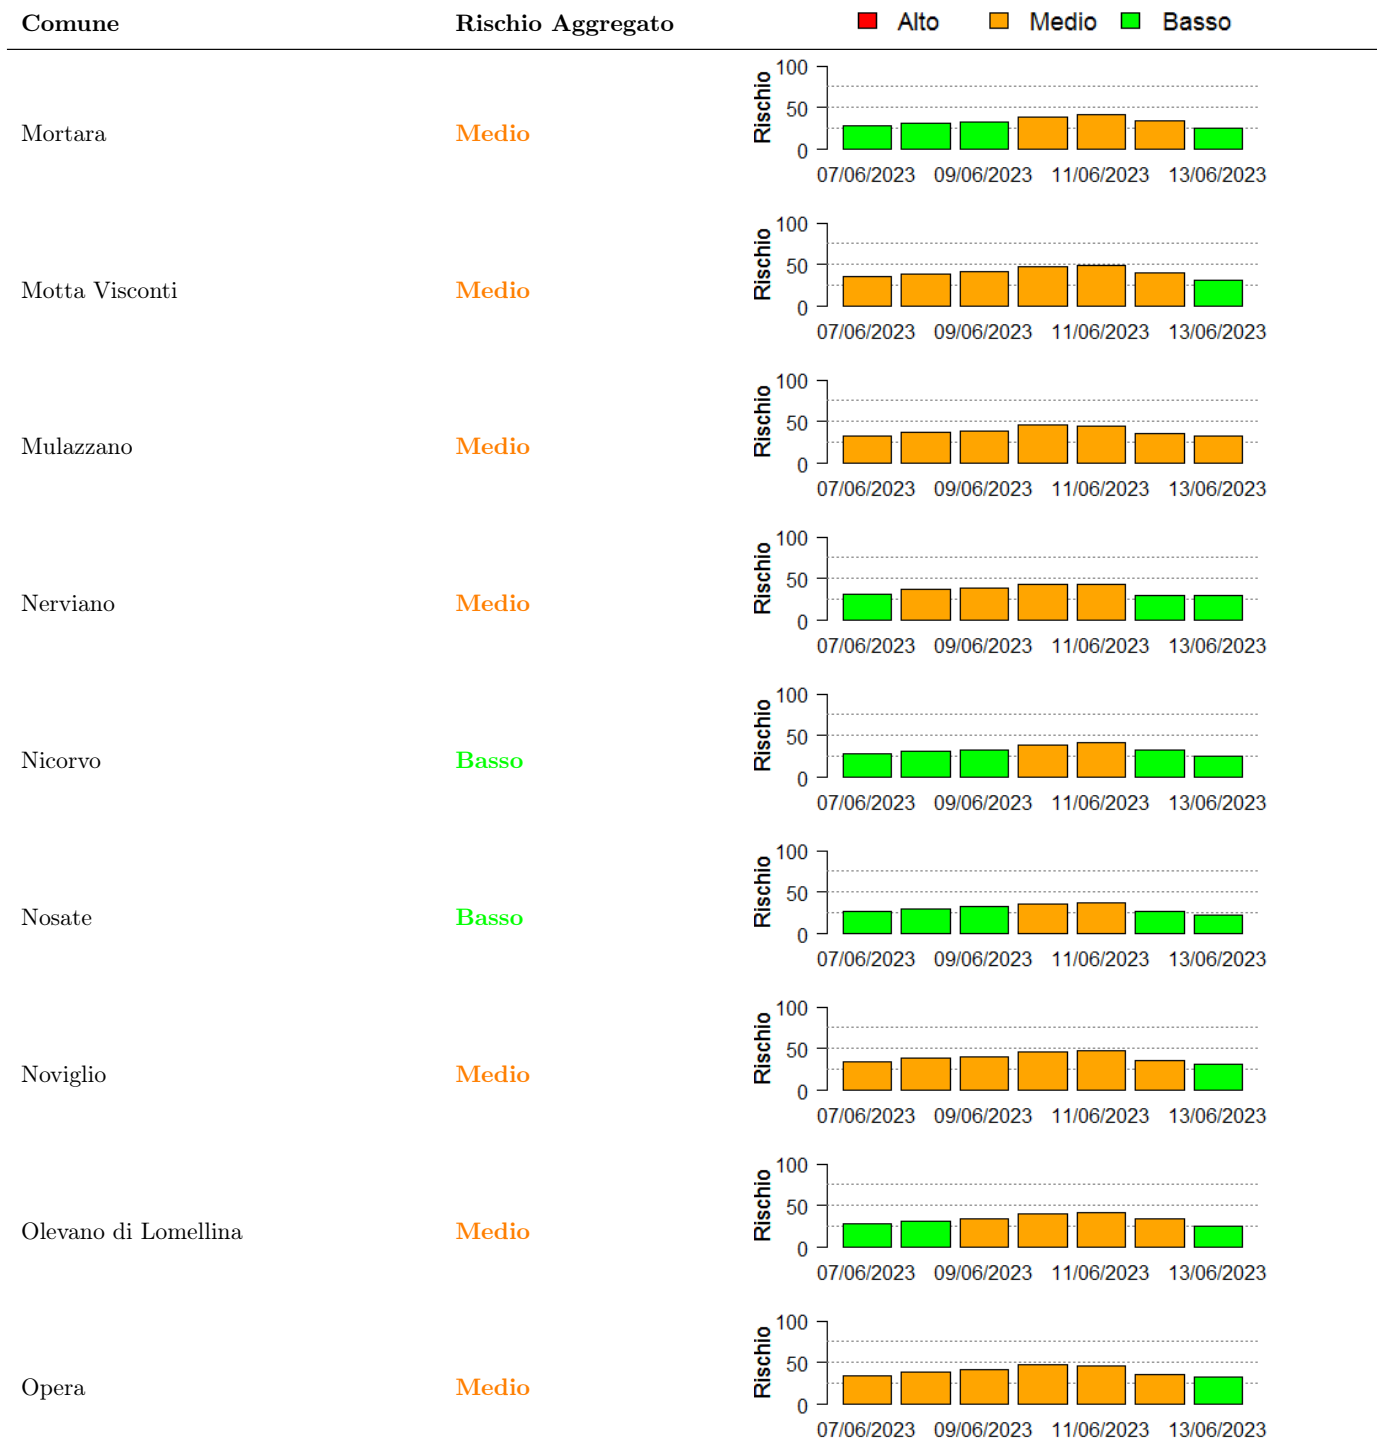 Comune Rischio Aggregato Alto Medio Basso
Mortara Medio Rischio 100 50 0
07/06/2023 09/06/2023 11/06/2023 13/06/2023
Motta Visconti Medio Rischio 100 50 0
07/06/2023 09/06/2023 11/06/2023 13/06/2023
Mulazzano Medio Rischio 100 50 0
07/06/2023 09/06/2023 11/06/2023 13/06/2023
Nerviano Medio Rischio 100 50 0
07/06/2023 09/06/2023 11/06/2023 13/06/2023
Nicorvo Basso Rischio 100 50 0
07/06/2023 09/06/2023 11/06/2023 13/06/2023
Nosate Basso Rischio 100 50 0
07/06/2023 09/06/2023 11/06/2023 13/06/2023
Noviglio Medio Rischio 100 50 0
07/06/2023 09/06/2023 11/06/2023 13/06/2023
Olevano di Lomellina Medio Rischio 100 50 0
07/06/2023 09/06/2023 11/06/2023 13/06/2023
Opera Medio Rischio 100 50 0
07/06/2023 09/06/2023 11/06/2023 13/06/2023